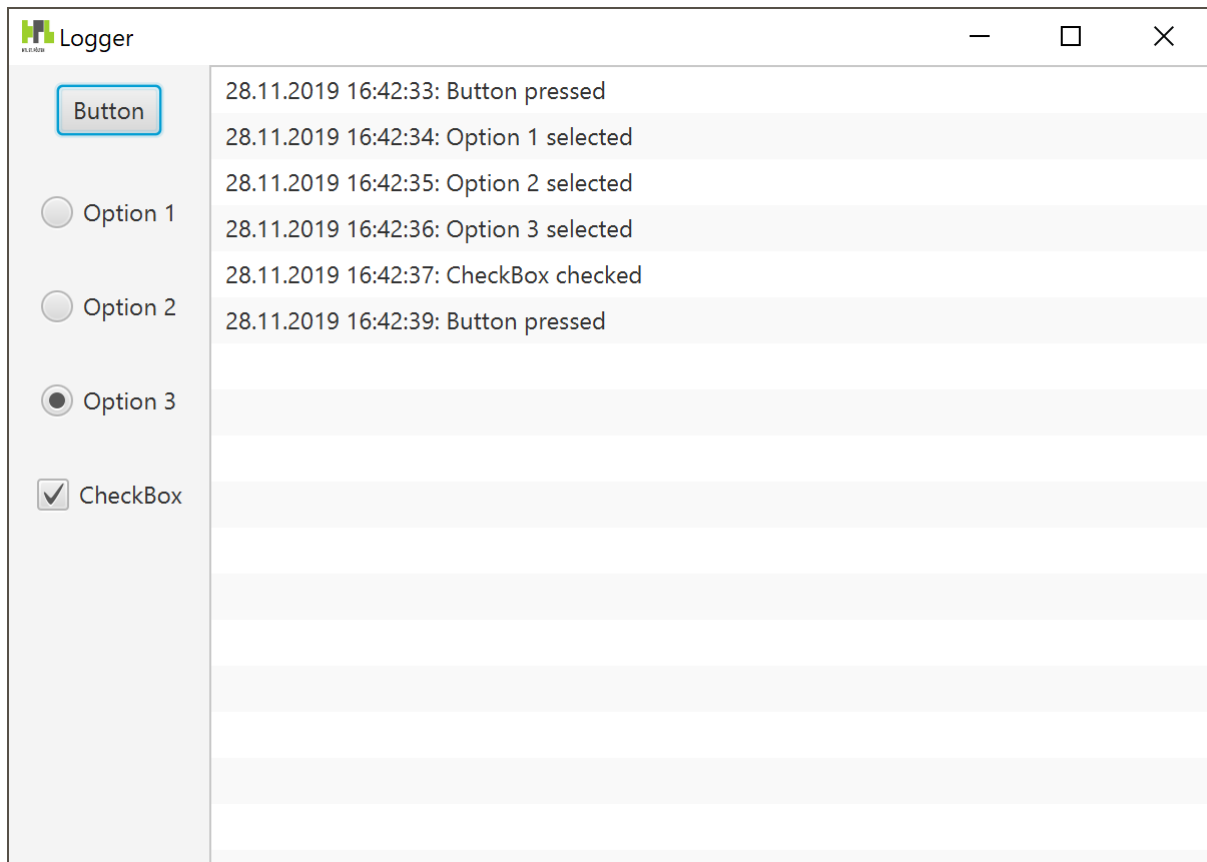 Logger
Button
Option 1
Option 2
Option 3
CheckBox
28.11.2019 16:42:33: Button pressed
28.11.2019 16:42:34: Option 1 selected
28.11.2019 16:42:35: Option 2 selected
28.11.2019 16:42:36: Option 3 selected
28.11.2019 16:42:37: CheckBox checked
28.11.2019 16:42:39: Button pressed